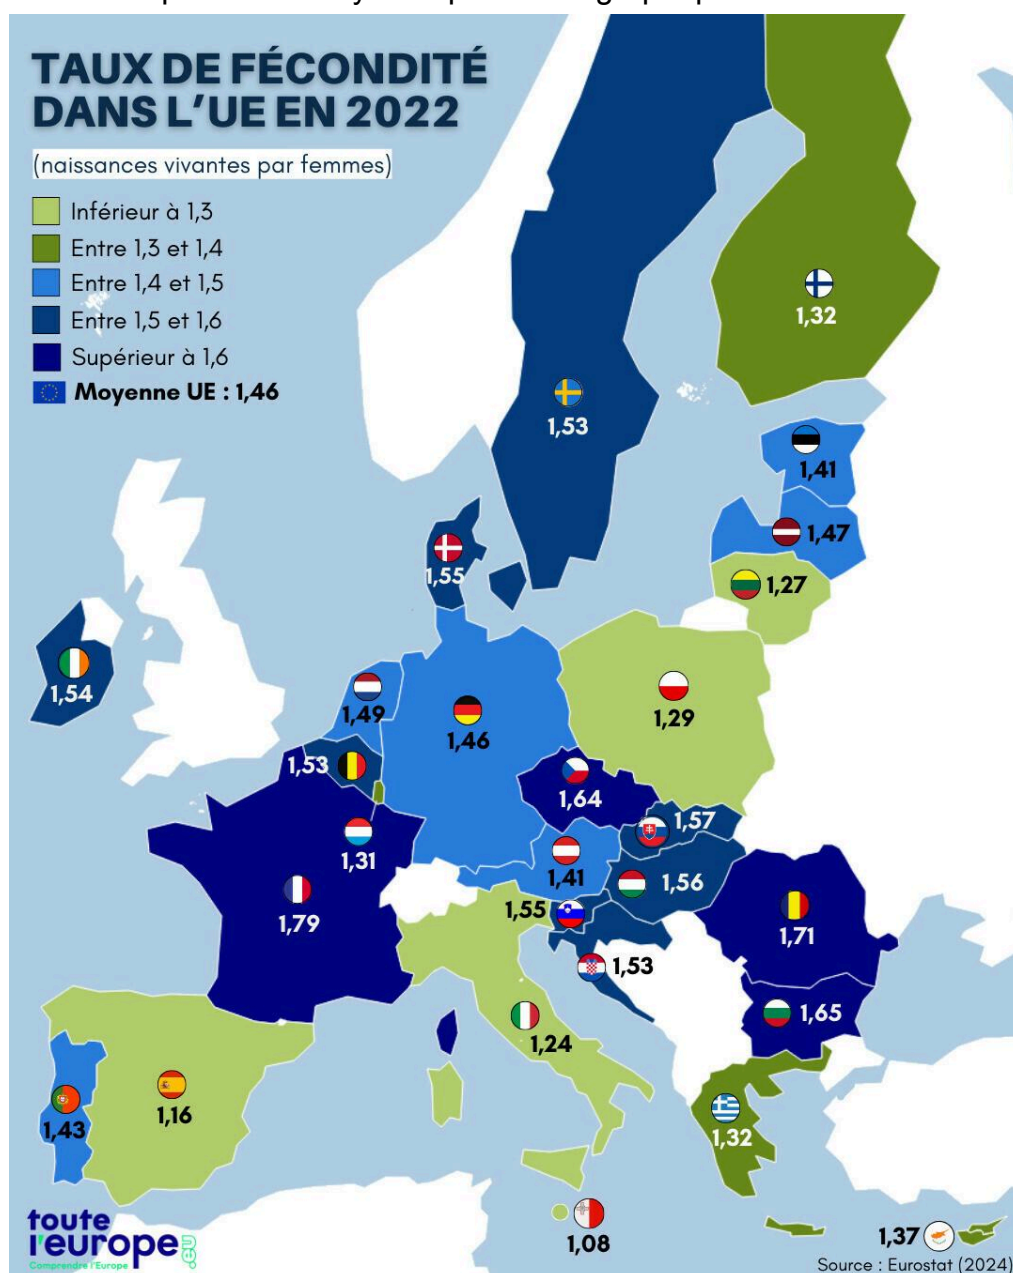 TAUX DE FÉCONDITÉ
DANS L'UE EN 2022
(naissances vivantes par femmes)
Inférieur à 1,3
Entre 1,3 et 1,4
Entre 1,4 et 1,5
Entre 1,5 et 1,6
Supérieur à 1,6
Moyenne UE : 1,46
1,32
1,53
1,41
1,47
1,55
1,27
1,54
1,49
1,46
1,29
1,53
1,64
1,57
1,31
1,41
1,56
1,79
1,55
1,71
1,53
1,65
1,24
1,16
1,43
1,32
1,08
1,37
toute
l'europe.eu
Comprendre l'Europe
Source : Eurostat (2024)